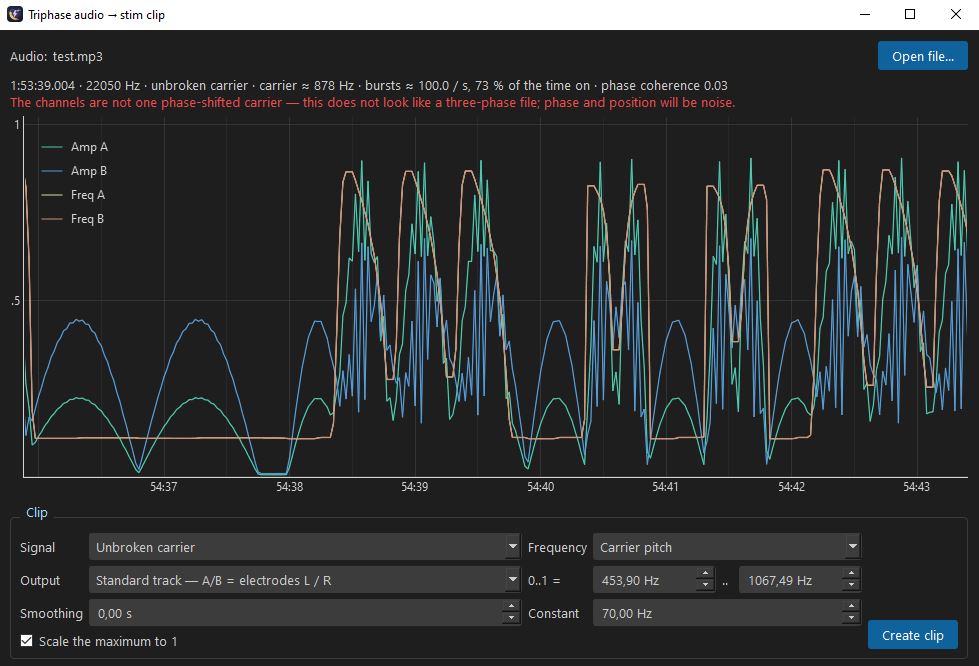 Triphase audio → stim clip
Audio: test.mp3
Open file...
1:53:39.004 · 22050 Hz · unbroken carrier · carrier ≈ 878 Hz · bursts ≈ 100.0 / s, 73 % of the time on · phase coherence 0.03
The channels are not one phase-shifted carrier — this does not look like a three-phase file; phase and position will be noise.
1
Amp A
Amp B
Freq A
Freq B
.5
54:37 54:38 54:39 54:40 54:41 54:42 54:43
Clip
Signal Unbroken carrier Frequency Carrier pitch
Output Standard track — A/B = electrodes L / R 0..1 = 453,90 Hz .. 1067,49 Hz
Smoothing 0,00 s Constant 70,00 Hz
Scale the maximum to 1
Create clip